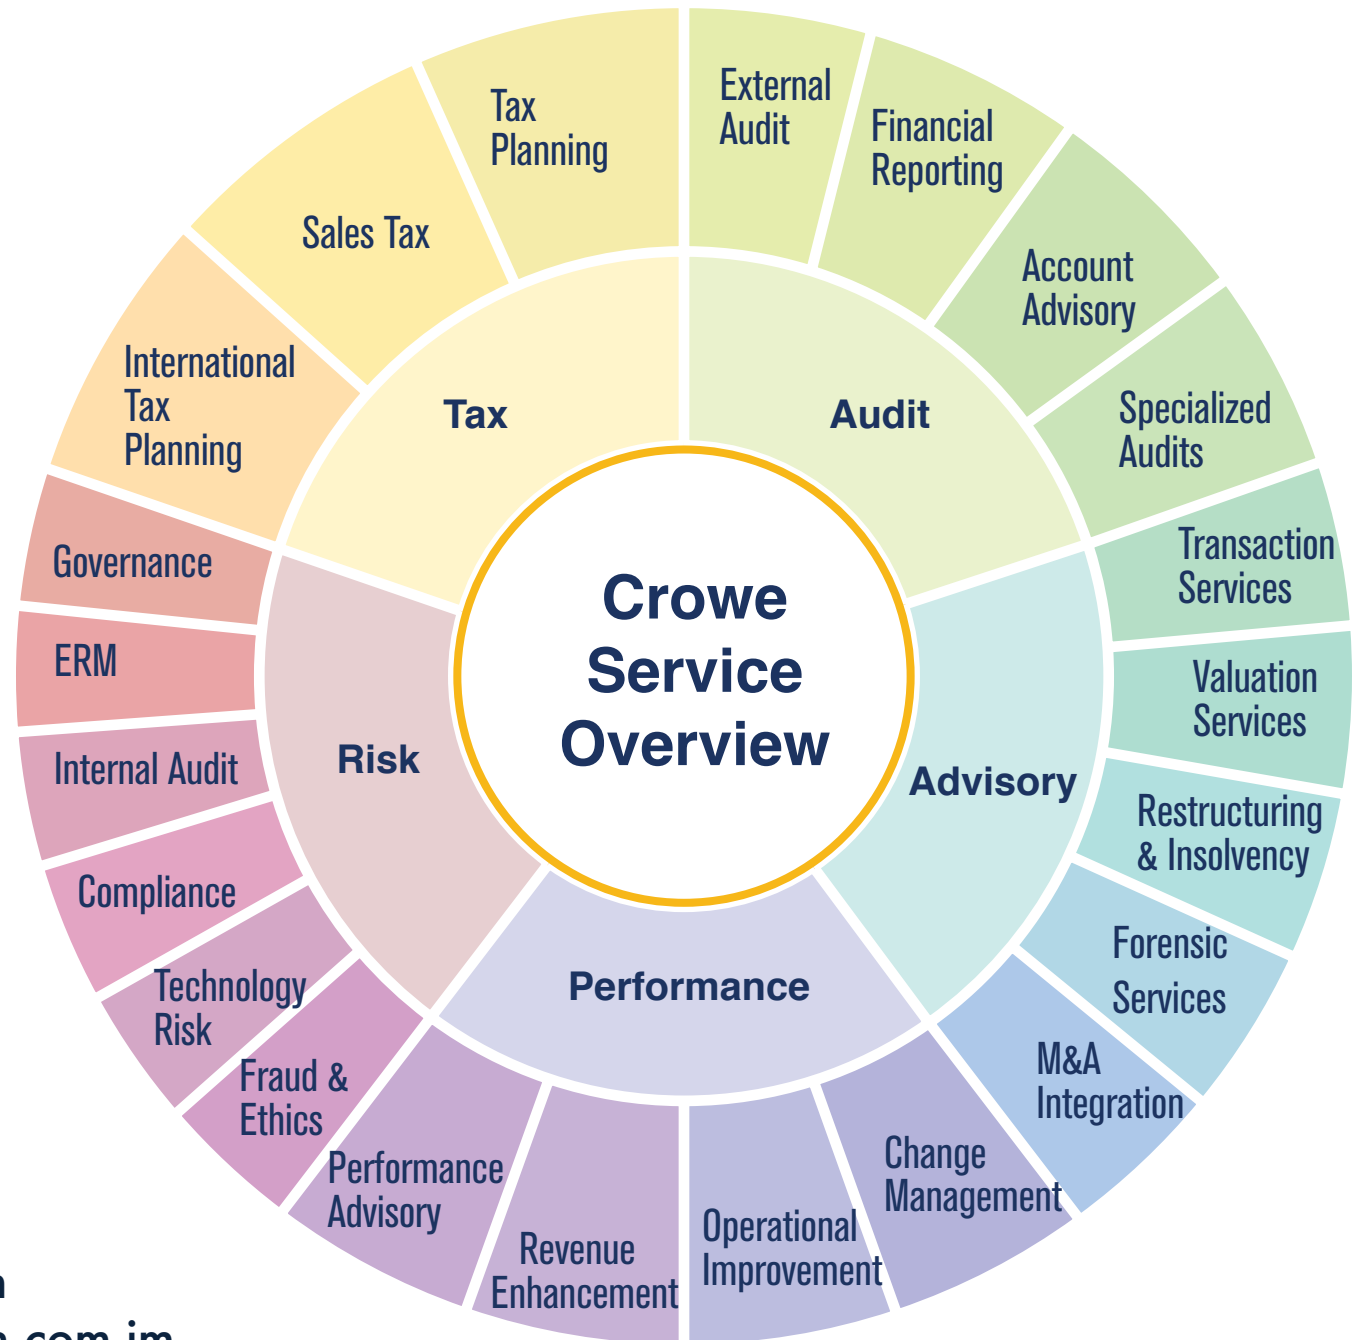 Crowe
Service
Overview
Audit
External
Audit
Financial
Reporting
Account
Advisory
Specialized
Audits
Advisory
Transaction
Services
Valuation
Services
Restructuring
& Insolvency
Forensic
Services
M&A
Integration
Performance
Change
Management
Operational
Improvement
Revenue
Enhancement
Performance
Advisory
Risk
Fraud &
Ethics
Technology
Risk
Compliance
Internal Audit
ERM
Governance
Tax
International
Tax
Planning
Sales Tax
Tax
Planning